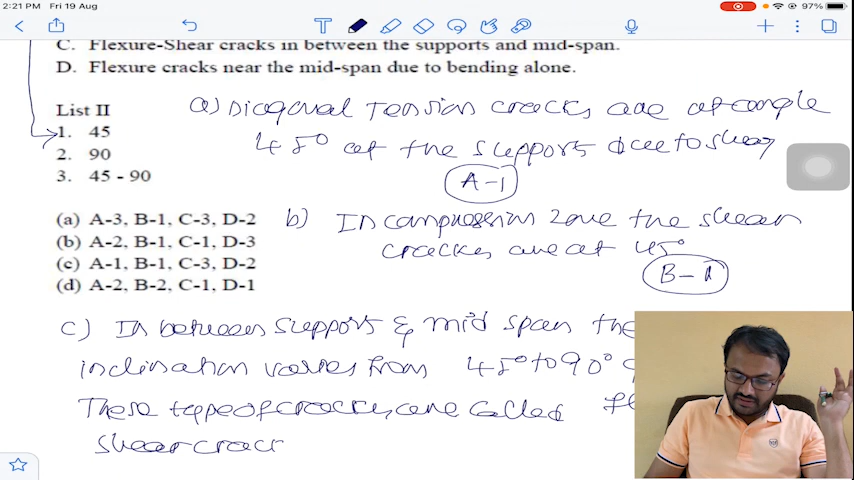 2:21 PM Fri 19 Aug
97%
C. Flexure-Shear cracks in between the supports and mid-span.
D. Flexure cracks near the mid-span due to bending alone.
List II
1. 45
2. 90
3. 45 - 90
a) Diagonal Tension cracks are at angle
45° at the supports due to shear
A-1
(a) A-3, B-1, C-3, D-2
(b) A-2, B-1, C-1, D-3
(c) A-1, B-1, C-3, D-2
(d) A-2, B-2, C-1, D-1
b) In compression zone the shear
cracks are at 45°
B-1
c) In between support & mid span the
inclination varies from 45° to 90°
These type of cracks are called
shear crac